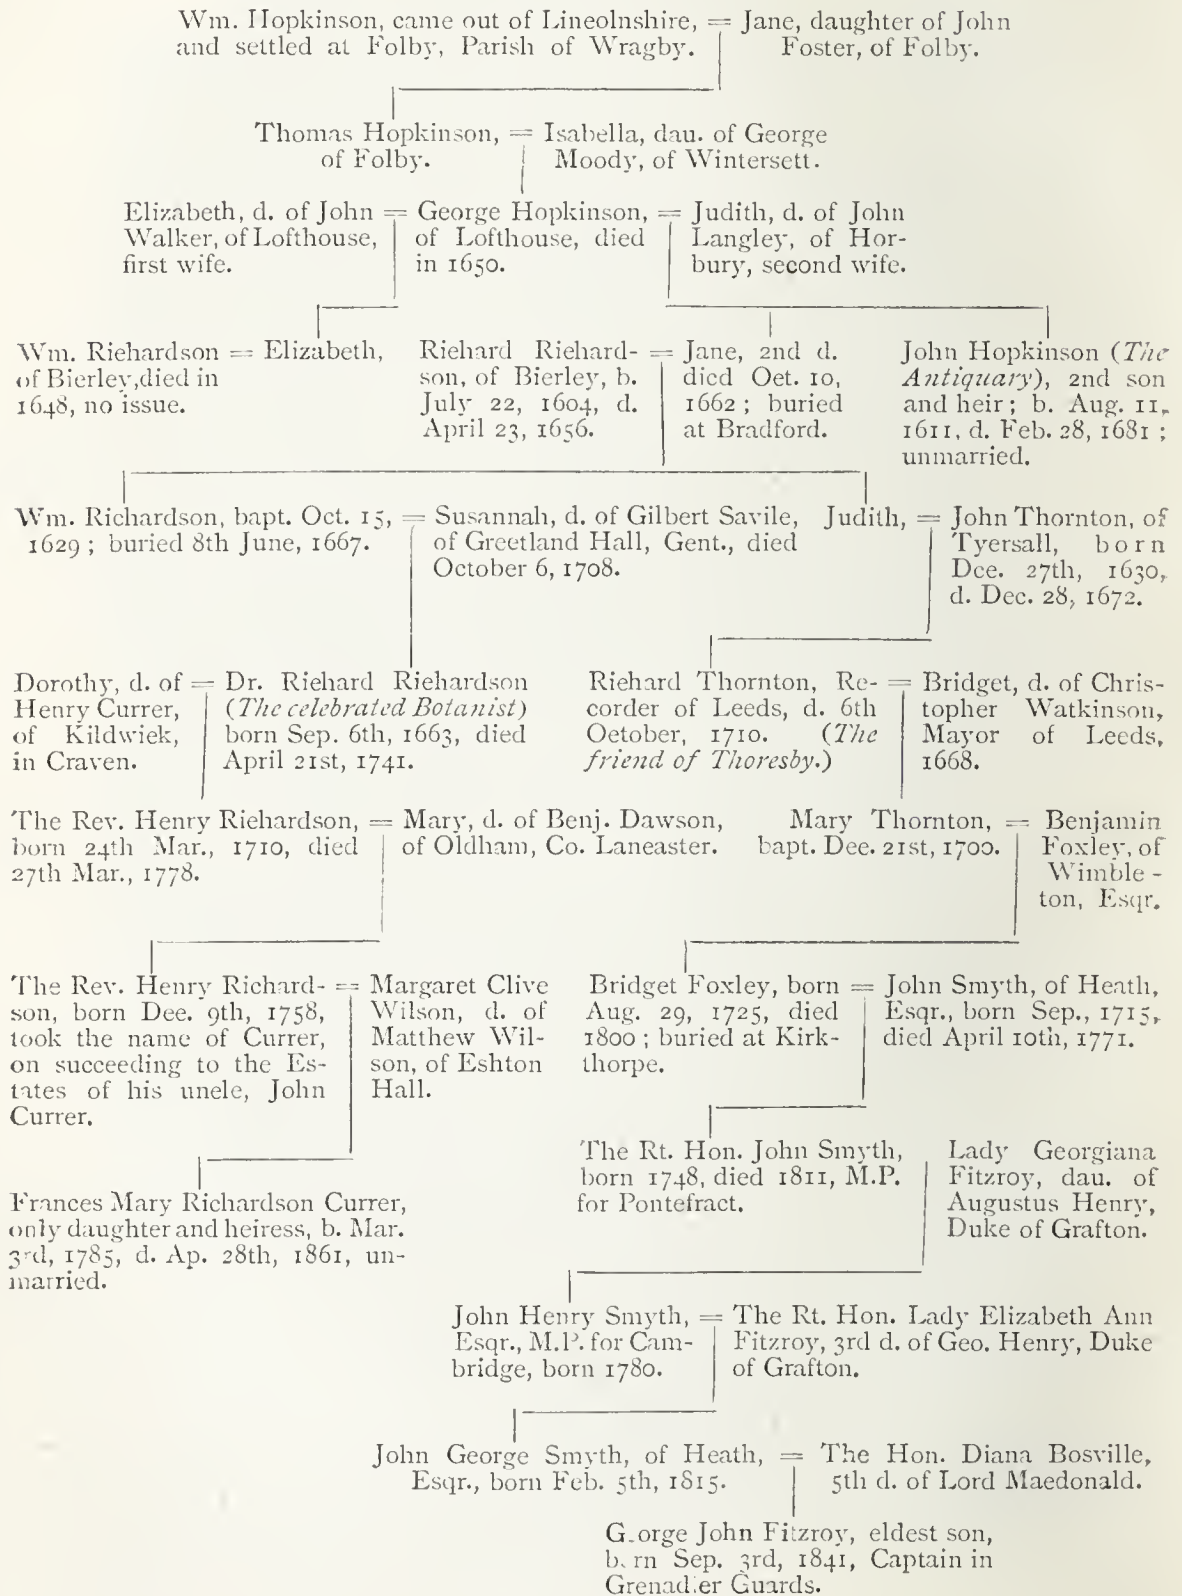 Wm. Hopkinson, came out of Lincolnshire, = Jane, daughter of John
and settled at Folby, Parish of Wragby. Foster, of Folby.
Thomas Hopkinson, = Isabella, dau. of George
of Folby. Moody, of Wintersett.
Elizabeth, d. of John = George Hopkinson, = Judith, d. of John
Walker, of Lofthouse, of Lofthouse, died Langley, of Hor-
first wife. in 1650. bury, second wife.
Wm. Richardson = Elizabeth,
of Bierley, died in
1648, no issue.
Richard Richard- = Jane, 2nd d.
son, of Bierley, b. died Oct. 10,
July 22, 1604, d. 1662 ; buried
April 23, 1656. at Bradford.
John Hopkinson (The
Antiquary), 2nd son
and heir ; b. Aug. 11,
1611, d. Feb. 28, 1681 ;
unmarried.
Wm. Richardson, bapt. Oct. 15, = Susannah, d. of Gilbert Savile,
1629 ; buried 8th June, 1667. of Greetland Hall, Gent., died
October 6, 1708.
Judith, = John Thornton, of
Tyersall, born
Dce. 27th, 1630,
d. Dec. 28, 1672.
Dorothy, d. of = Dr. Richard Richardson
Henry Currer, (The celebrated Botanist)
of Kildwick, born Sep. 6th, 1663, died
in Craven. April 21st, 1741.
Richard Thornton, Re- = Bridget, d. of Chris-
corder of Leeds, d. 6th topher Watkinson,
October, 1710. (The Mayor of Leeds,
friend of Thoresby.) 1668.
The Rev. Henry Richardson, = Mary, d. of Benj. Dawson,
born 24th Mar., 1710, died of Oldham, Co. Lancaster.
27th Mar., 1778.
Mary Thornton, = Benjamin
bapt. Dec. 21st, 1700. Foxley, of
Wimble-
ton, Esqr.
The Rev. Henry Richard- = Margaret Clive
son, born Dec. 9th, 1758, Wilson, d. of
took the name of Currer, Matthew Wil-
on succeeding to the Es- son, of Eshton
tates of his uncle, John Hall.
Currer.
Bridget Foxley, born = John Smyth, of Heath,
Aug. 29, 1725, died Esqr., born Sep., 1715,
1800 ; buried at Kirk- died April 10th, 1771.
thorpe.
The Rt. Hon. John Smyth, Lady Georgiana
born 1748, died 1811, M.P. Fitzroy, dau. of
for Pontefract. Augustus Henry,
Duke of Grafton.
Frances Mary Richardson Currer,
only daughter and heiress, b. Mar.
3rd, 1785, d. Ap. 28th, 1861, un-
married.
John Henry Smyth, = The Rt. Hon. Lady Elizabeth Ann
Esqr., M.P. for Cam- Fitzroy, 3rd d. of Geo. Henry, Duke
bridge, born 1780. of Grafton.
John George Smyth, of Heath, = The Hon. Diana Bosville,
Esqr., born Feb. 5th, 1815. 5th d. of Lord Macdonald.
George John Fitzroy, eldest son,
born Sep. 3rd, 1841, Captain in
Grenadier Guards.